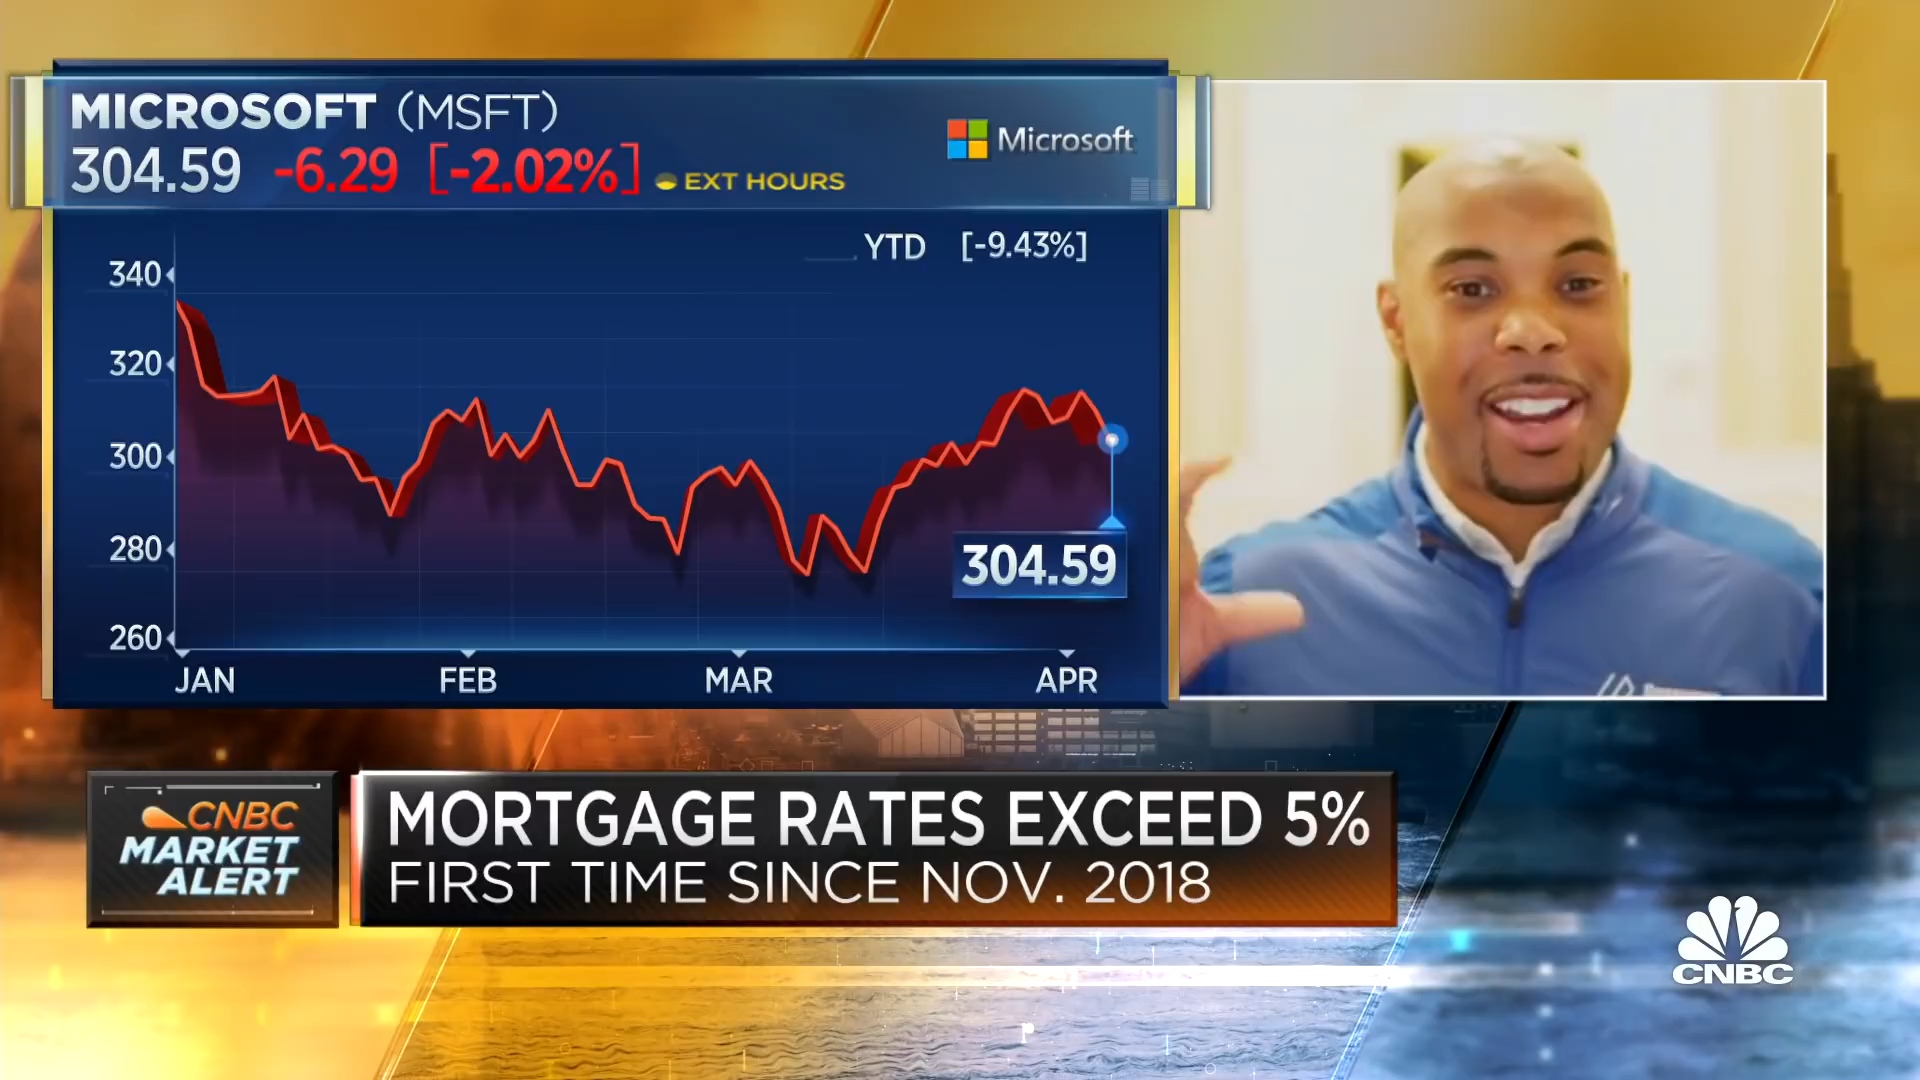 MICROSOFT (MSFT)
304.59 -6.29 [-2.02%] EXT HOURS
Microsoft
YTD [-9.43%]
340
320
300
280
260
304.59
JAN FEB MAR APR
CNBC
MARKET
ALERT
MORTGAGE RATES EXCEED 5%
FIRST TIME SINCE NOV. 2018
CNBC